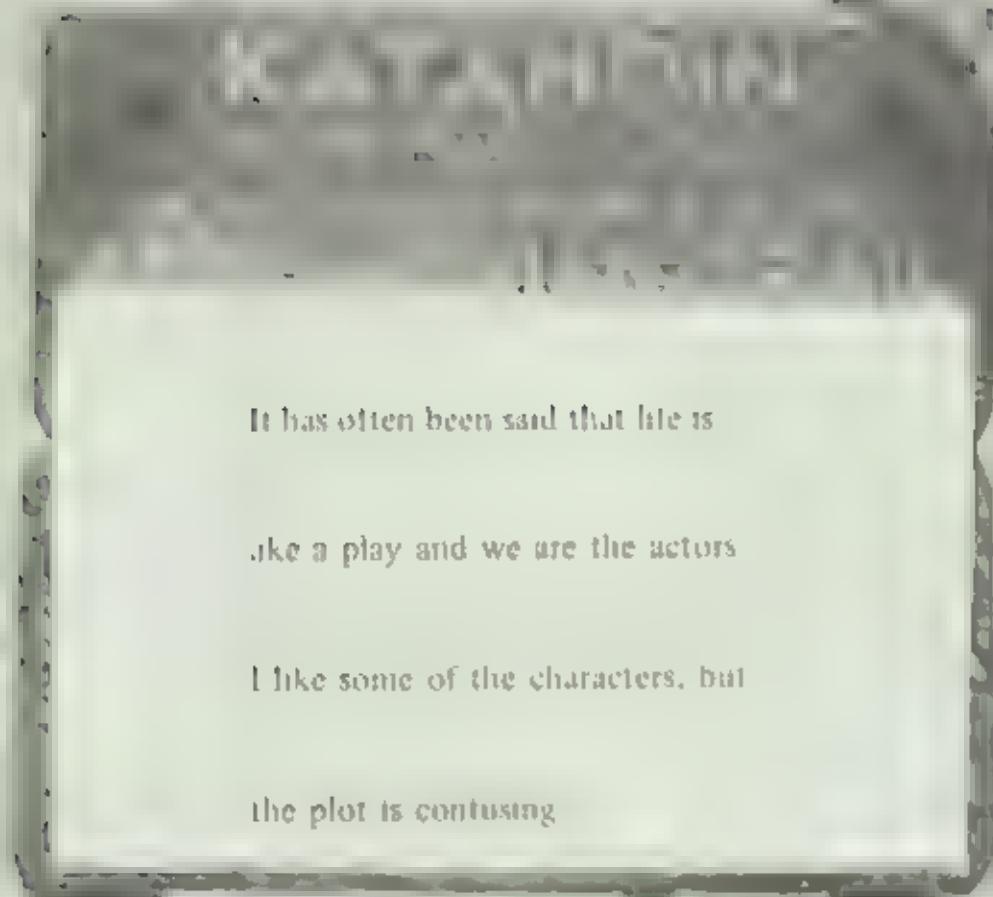 KATAHDIN
It has often been said that life is
like a play and we are the actors
I like some of the characters, but
the plot is confusing